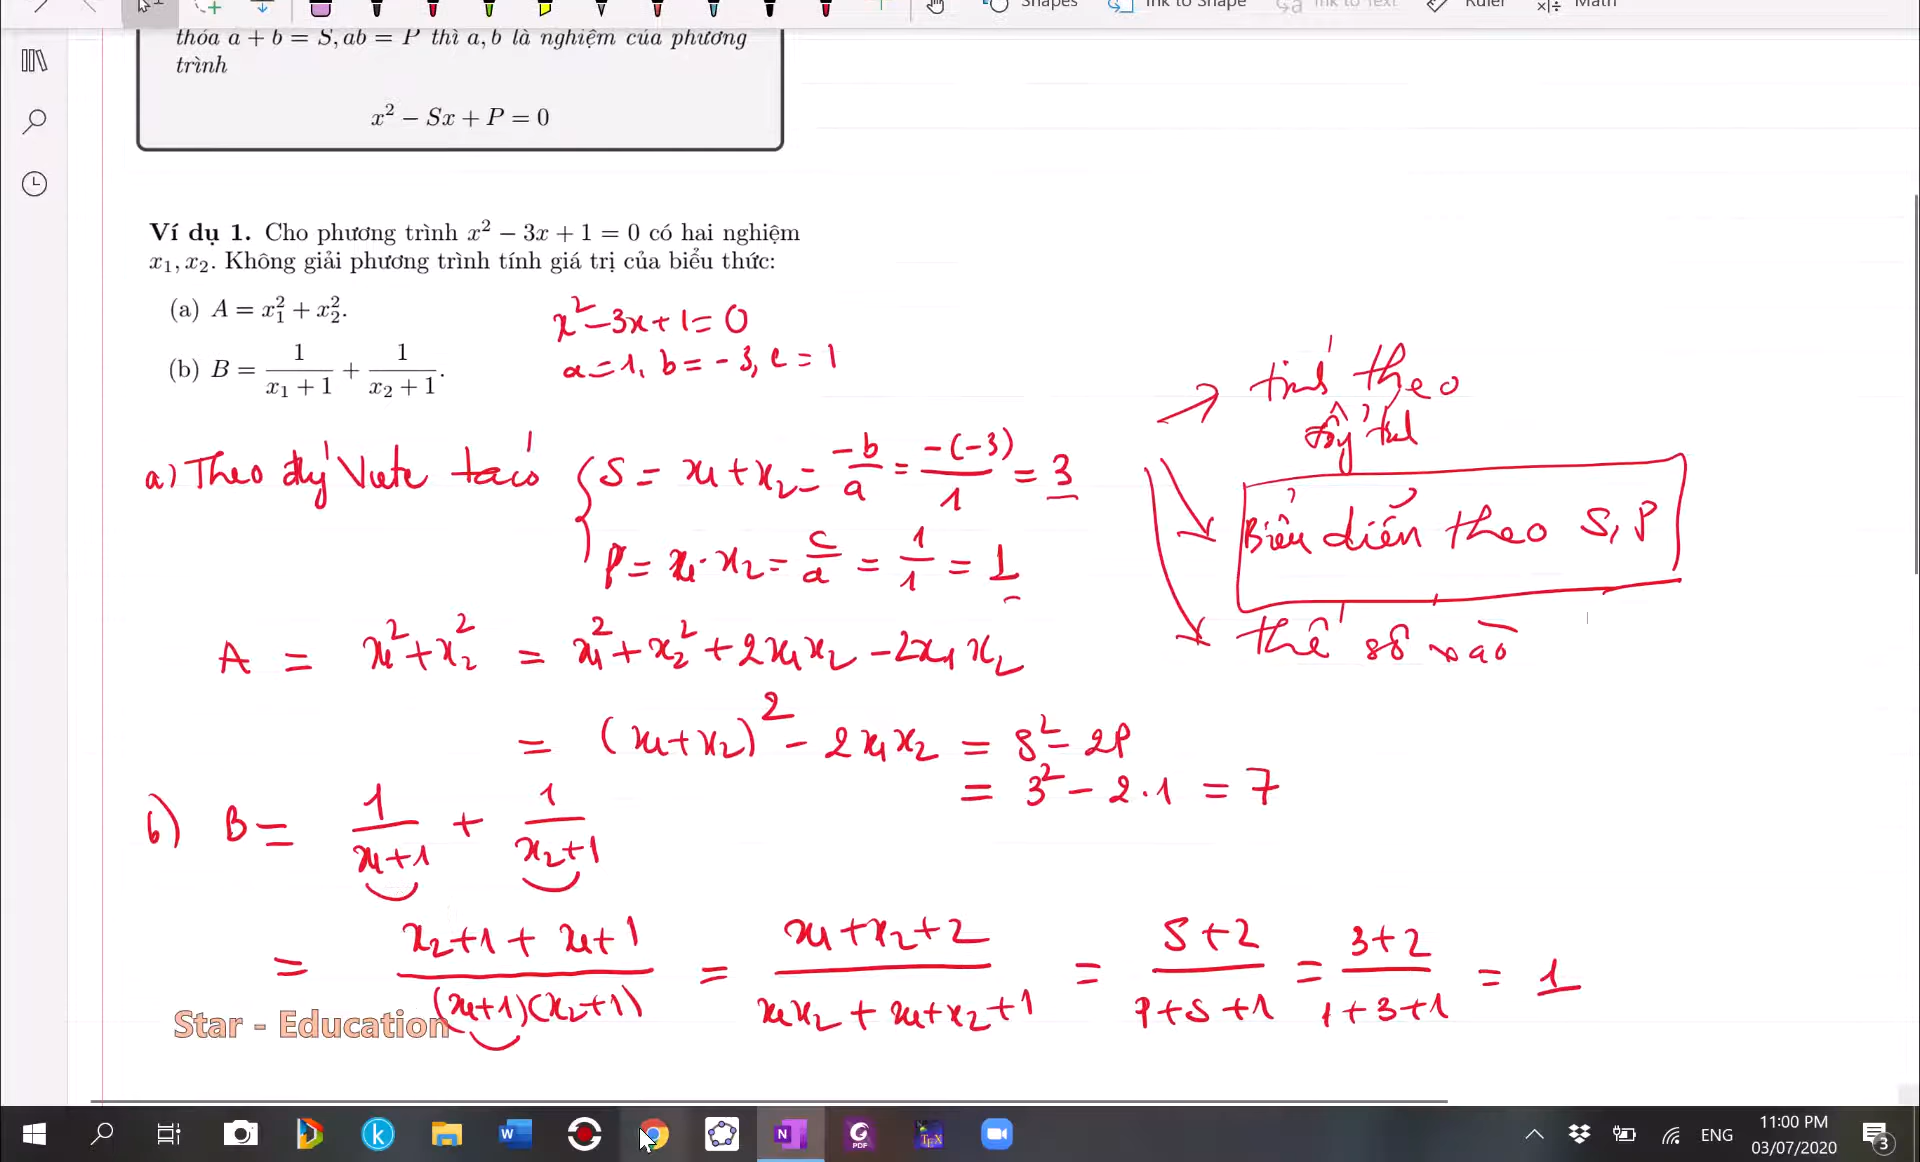 Shapes Ink to Shape Ink to Text Ruler Math
thỏa a + b = S, ab = P thì a, b là nghiệm của phương
trình
x² − Sx + P = 0
Ví dụ 1. Cho phương trình x² − 3x + 1 = 0 có hai nghiệm
x₁, x₂. Không giải phương trình tính giá trị của biểu thức:
(a) A = x₁² + x₂².
(b) B = 1/(x₁ + 1) + 1/(x₂ + 1).
x² − 3x + 1 = 0
a = 1, b = −3, c = 1
a) Theo Viete ta có { S = x₁ + x₂ = −b/a = −(−3)/1 = 3
P = x₁ · x₂ = c/a = 1/1 = 1
A = x₁² + x₂² = x₁² + x₂² + 2x₁x₂ − 2x₁x₂
= (x₁ + x₂)² − 2x₁x₂ = S² − 2P
= 3² − 2 · 1 = 7
b) B = 1/(x₁+1) + 1/(x₂+1)
= (x₂+1 + x₁+1)/((x₁+1)(x₂+1)) = (x₁+x₂+2)/(x₁x₂ + x₁+x₂+1) = (S+2)/(P+S+1) = (3+2)/(1+3+1) = 1
→ tính theo
Biểu diễn theo S, P
thế số vào
Star - Education
ENG
11:00 PM
03/07/2020
3